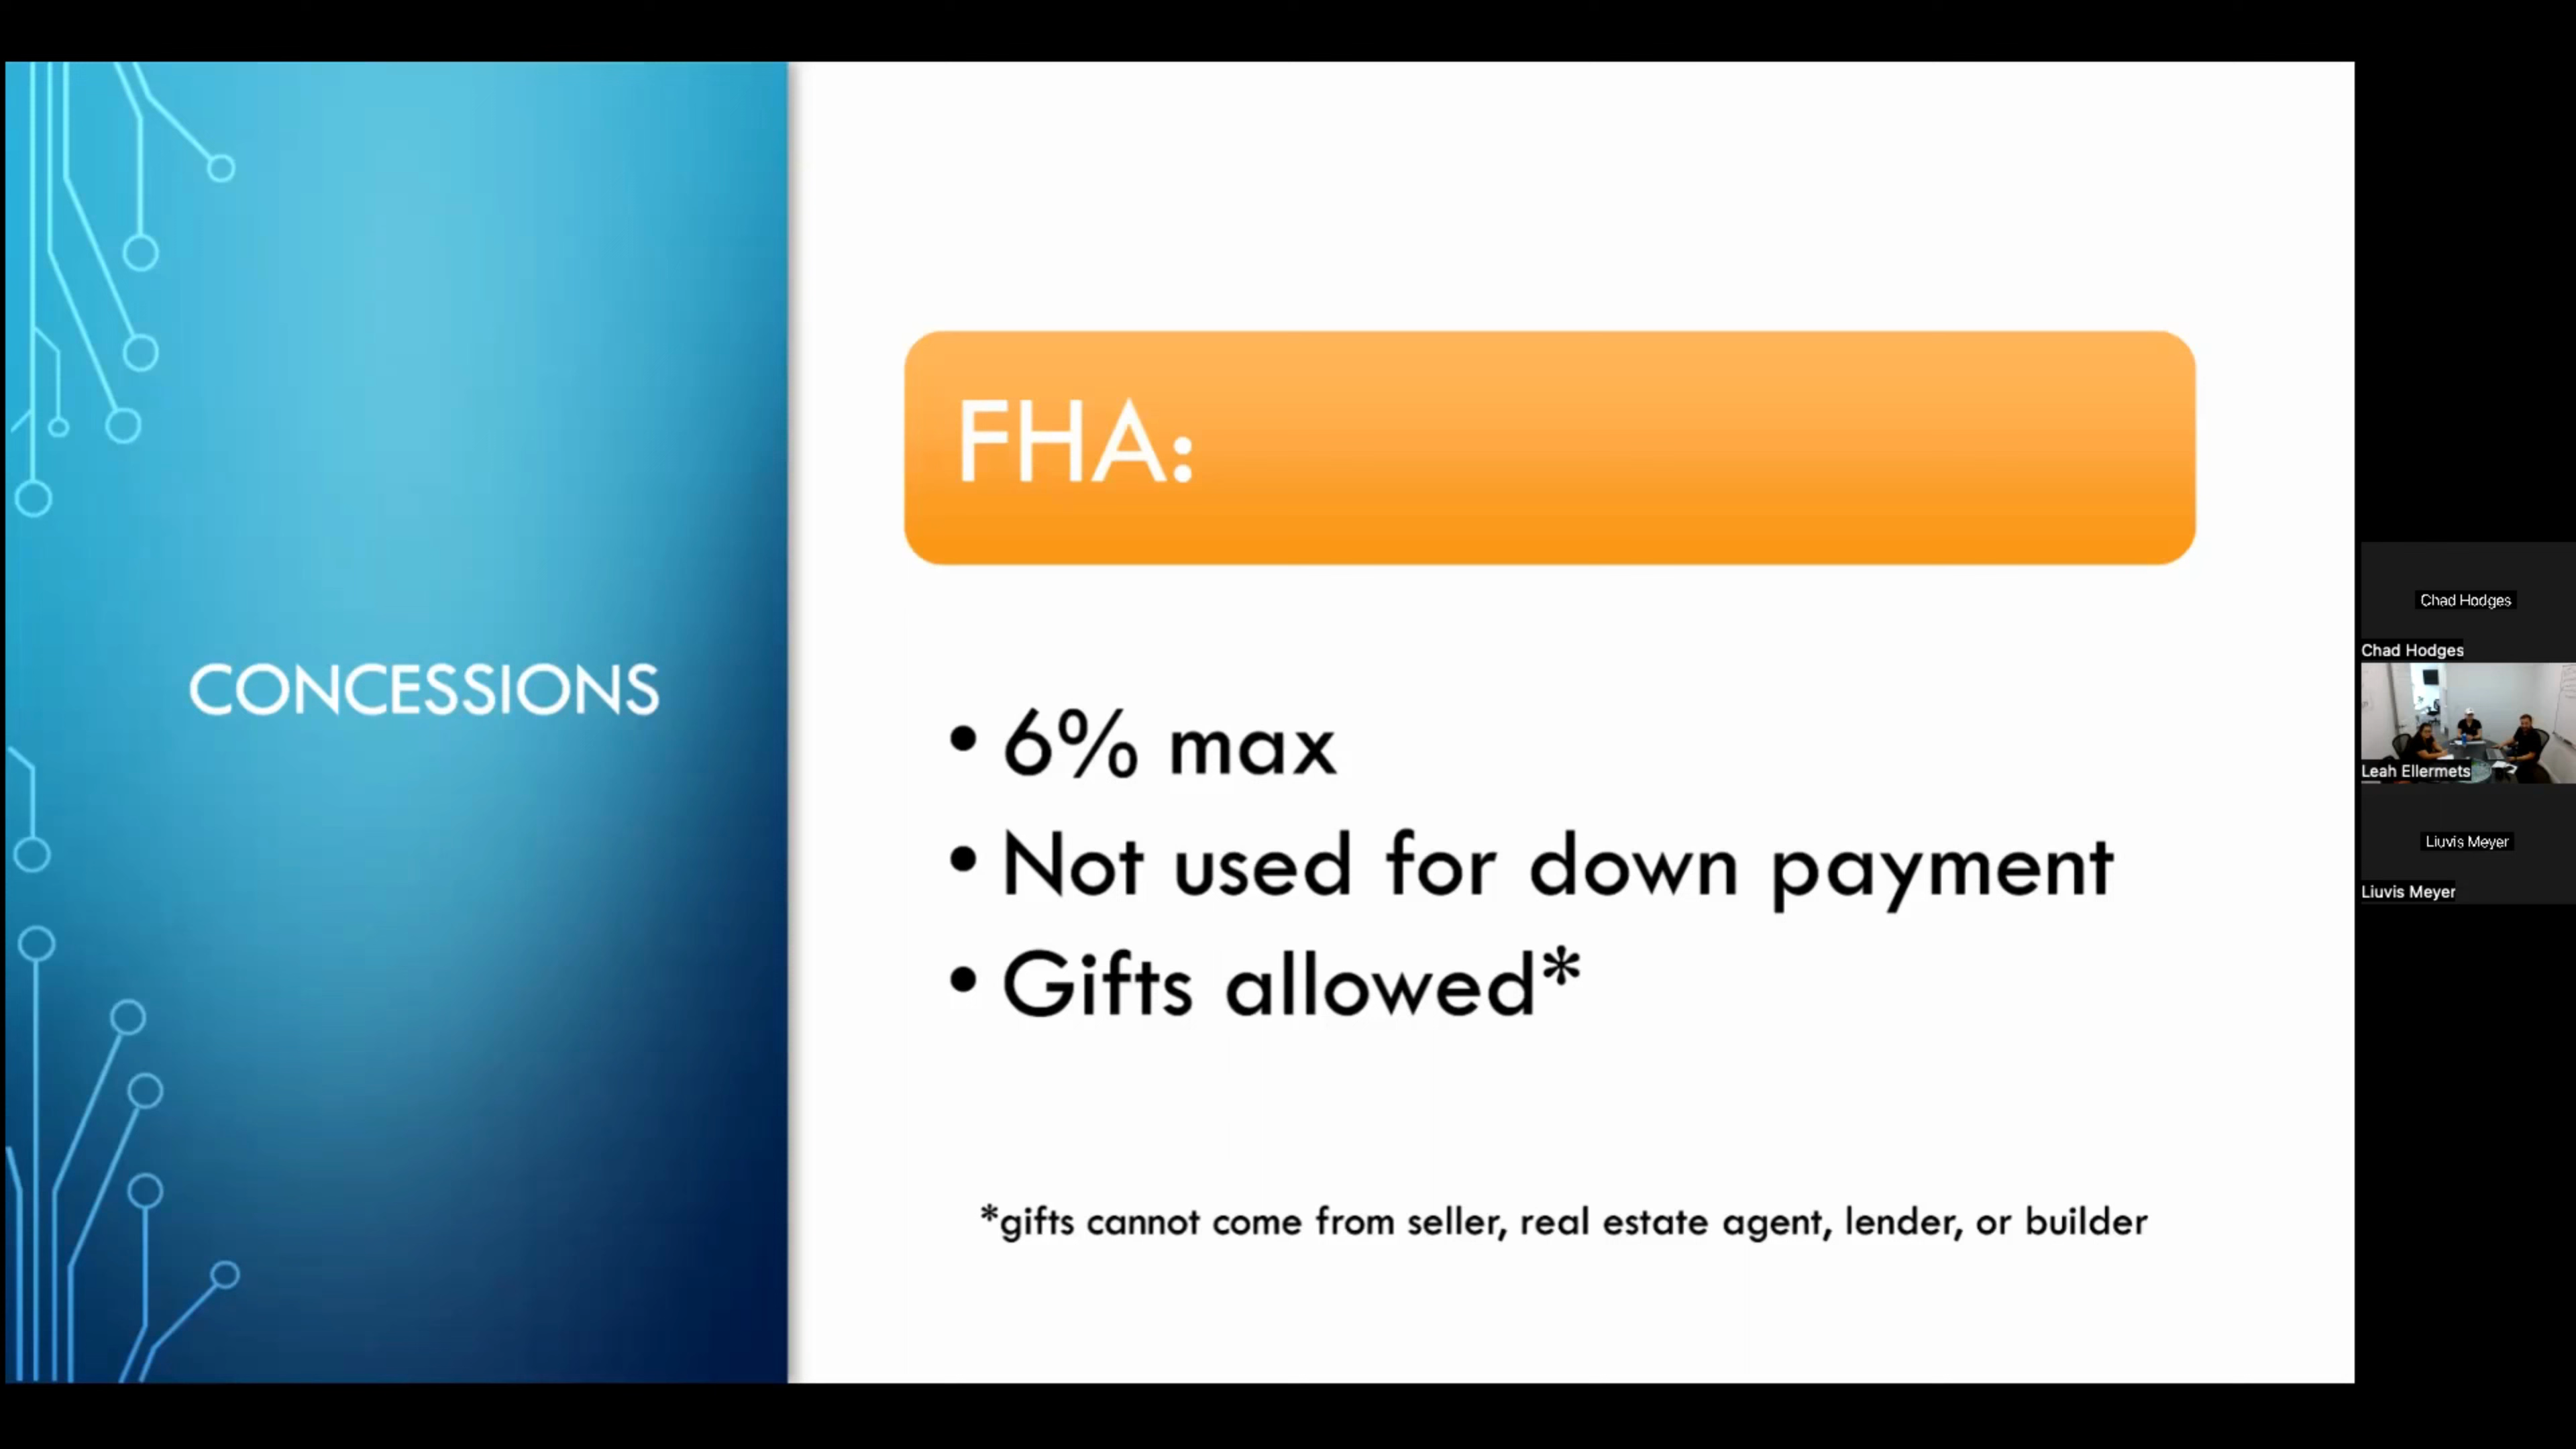 CONCESSIONS
FHA:
• 6% max
• Not used for down payment
• Gifts allowed*
*gifts cannot come from seller, real estate agent, lender, or builder
Chad Hodges
Chad Hodges
Leah Ellermets
Liuvis Meyer
Liuvis Meyer